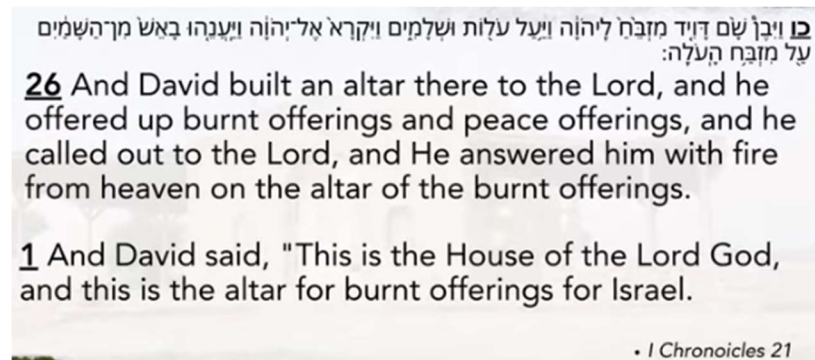 כו וַיִּבֶן֩ שָׁ֨ם דָּוִ֤יד מִזְבֵּ֙חַ֙ לַֽיהֹוָ֔ה וַיַּ֥עַל עֹל֖וֹת וּשְׁלָמִ֑ים וַיִּקְרָא֙ אֶל־יְהֹוָ֔ה וַיַּעֲנֵ֤הוּ בָאֵשׁ֙ מִן־הַשָּׁמַ֔יִם
עַ֖ל מִזְבַּ֥ח הָעֹלָֽה:
26 And David built an altar there to the Lord, and he
offered up burnt offerings and peace offerings, and he
called out to the Lord, and He answered him with fire
from heaven on the altar of the burnt offerings.
1 And David said, "This is the House of the Lord God,
and this is the altar for burnt offerings for Israel.
• I Chronoicles 21